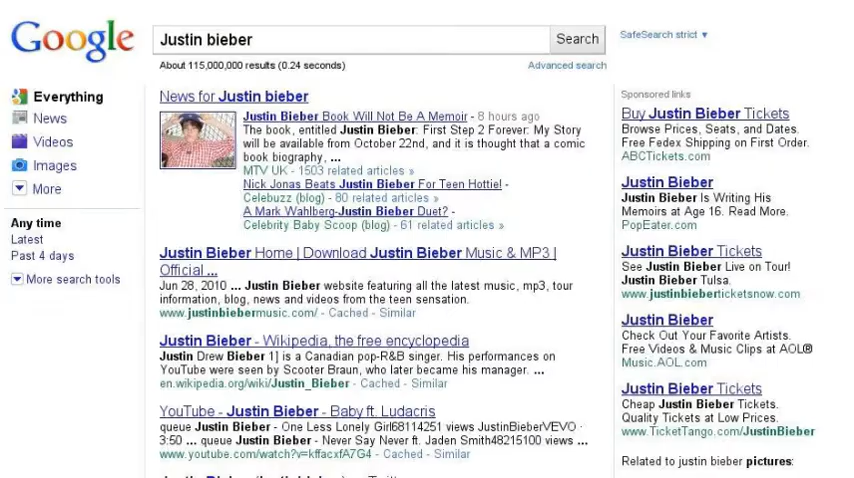 Google
Justin bieber
Search
SafeSearch strict ▼
About 115,000,000 results (0.24 seconds)
Advanced search
Everything
News
Videos
Images
More
Any time
Latest
Past 4 days
More search tools
News for Justin bieber
Justin Bieber Book Will Not Be A Memoir - 8 hours ago
The book, entitled Justin Bieber: First Step 2 Forever: My Story
will be available from October 22nd, and it is thought that a comic
book biography, ...
MTV UK - 1503 related articles »
Nick Jonas Beats Justin Bieber For Teen Hottie! -
Celebuzz (blog) - 80 related articles »
A Mark Wahlberg-Justin Bieber Duet? -
Celebrity Baby Scoop (blog) - 61 related articles »
Justin Bieber Home | Download Justin Bieber Music & MP3 |
Official ...
Jun 28, 2010 ... Justin Bieber website featuring all the latest music, mp3, tour
information, blog, news and videos from the teen sensation.
www.justinbiebermusic.com/ - Cached - Similar
Justin Bieber - Wikipedia, the free encyclopedia
Justin Drew Bieber 1] is a Canadian pop-R&B singer. His performances on
YouTube were seen by Scooter Braun, who later became his manager. ...
en.wikipedia.org/wiki/Justin_Bieber - Cached - Similar
YouTube - Justin Bieber - Baby ft. Ludacris
queue Justin Bieber - One Less Lonely Girl68114251 views JustinBieberVEVO ·
3:50 ... queue Justin Bieber - Never Say Never ft. Jaden Smith48215100 views ...
www.youtube.com/watch?v=kffacxfA7G4 - Cached - Similar
Sponsored links
Buy Justin Bieber Tickets
Browse Prices, Seats, and Dates.
Free Fedex Shipping on First Order.
ABCTickets.com
Justin Bieber
Justin Bieber Is Writing His
Memoirs at Age 16. Read More.
PopEater.com
Justin Bieber Tickets
See Justin Bieber Live on Tour!
Justin Bieber Tulsa.
www.justinbieberticketsnow.com
Justin Bieber
Check Out Your Favorite Artists.
Free Videos & Music Clips at AOL®
Music.AOL.com
Justin Bieber Tickets
Cheap Justin Bieber Tickets.
Quality Tickets at Low Prices.
www.TicketTango.com/JustinBieber
Related to justin bieber pictures: